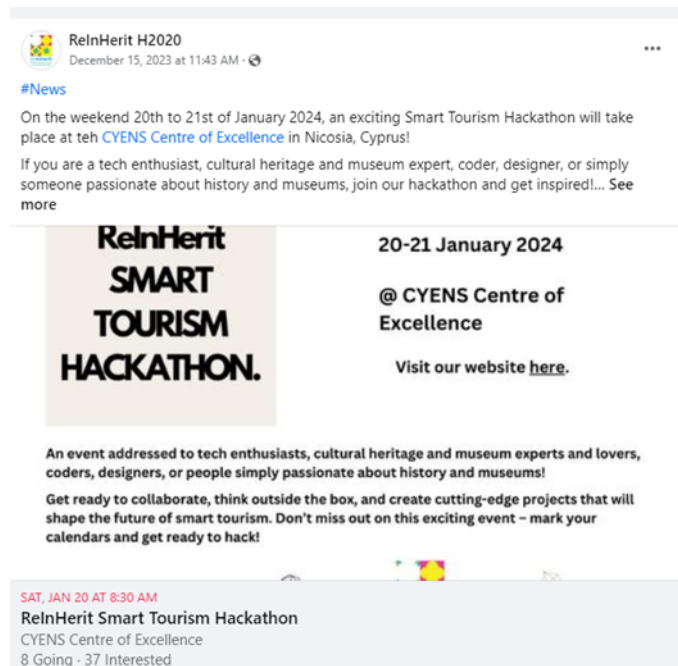 ReInHerit H2020
December 15, 2023 at 11:43 AM ·
#News
On the weekend 20th to 21st of January 2024, an exciting Smart Tourism Hackathon will take
place at teh CYENS Centre of Excellence in Nicosia, Cyprus!
If you are a tech enthusiast, cultural heritage and museum expert, coder, designer, or simply
someone passionate about history and museums, join our hackathon and get inspired!... See
more
ReInHerit
SMART
TOURISM
HACKATHON.
20-21 January 2024
@ CYENS Centre of
Excellence
Visit our website here.
An event addressed to tech enthusiasts, cultural heritage and museum experts and lovers,
coders, designers, or people simply passionate about history and museums!
Get ready to collaborate, think outside the box, and create cutting-edge projects that will
shape the future of smart tourism. Don't miss out on this exciting event – mark your
calendars and get ready to hack!
SAT, JAN 20 AT 8:30 AM
ReInHerit Smart Tourism Hackathon
CYENS Centre of Excellence
8 Going · 37 Interested